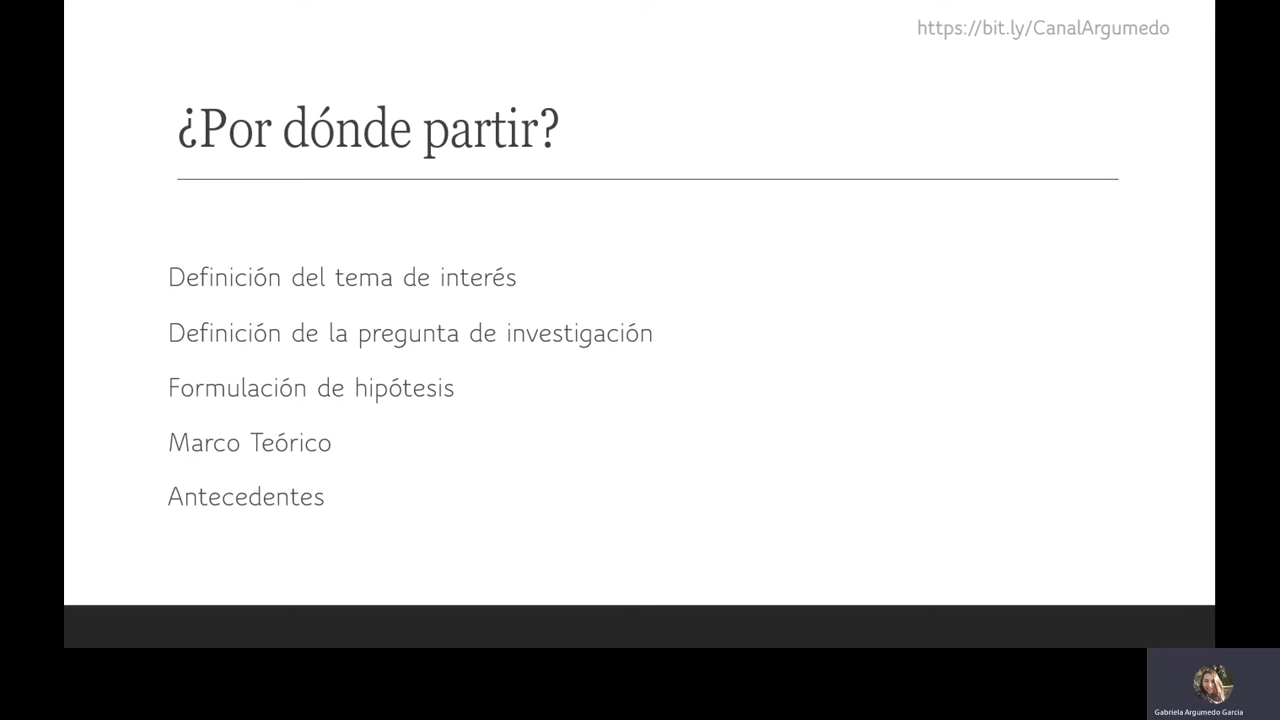 https://bit.ly/CanalArgumedo
¿Por dónde partir?
Definición del tema de interés
Definición de la pregunta de investigación
Formulación de hipótesis
Marco Teórico
Antecedentes
Gabriela Argumedo Garcia